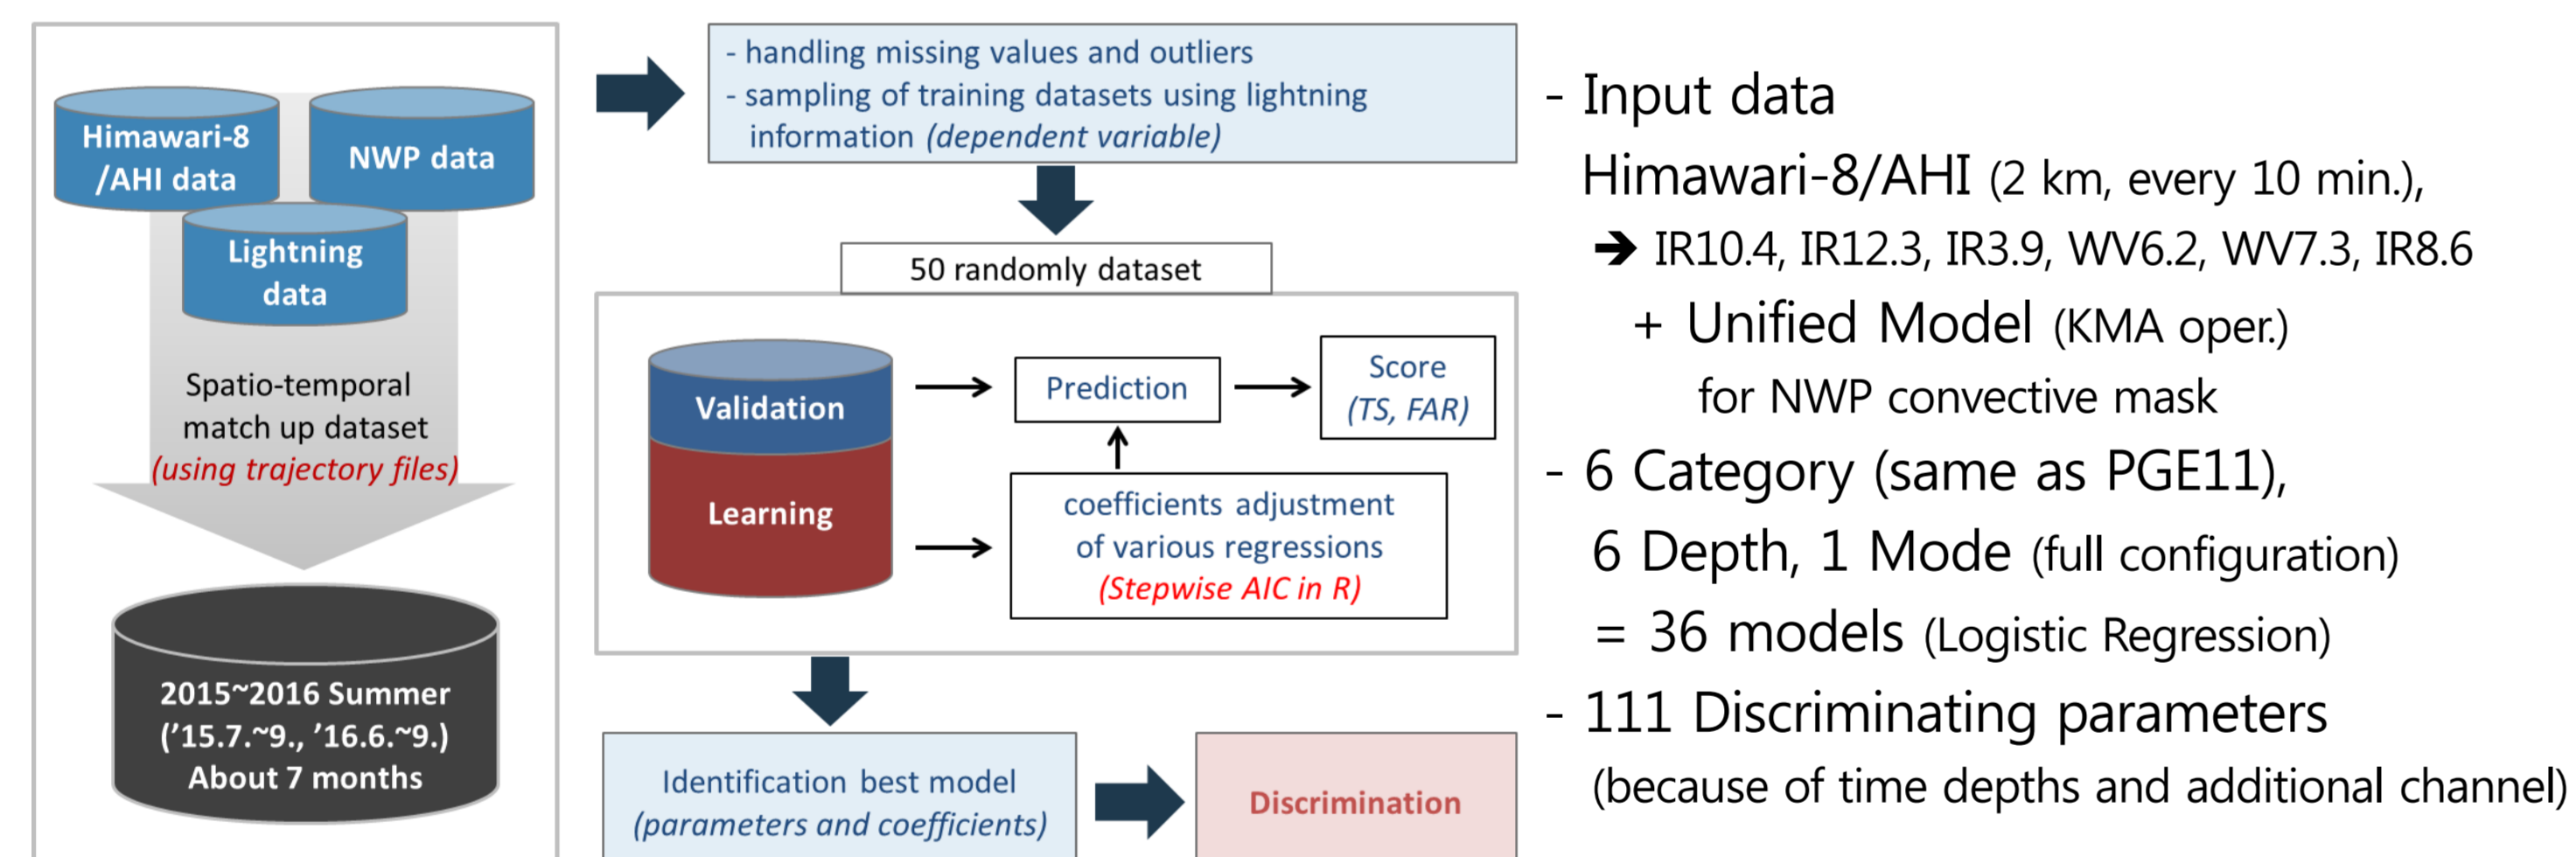 Himawari-8
/AHI data
NWP data
Lightning
data
Spatio-temporal
match up dataset
(using trajectory files)
2015~2016 Summer
('15.7.~9., '16.6.~9.)
About 7 months
- handling missing values and outliers
- sampling of training datasets using lightning
information (dependent variable)
50 randomly dataset
Validation
Learning
Prediction
Score
(TS, FAR)
coefficients adjustment
of various regressions
(Stepwise AIC in R)
Identification best model
(parameters and coefficients)
Discrimination
- Input data
Himawari-8/AHI (2 km, every 10 min.),
➔ IR10.4, IR12.3, IR3.9, WV6.2, WV7.3, IR8.6
+ Unified Model (KMA oper.)
for NWP convective mask
- 6 Category (same as PGE11),
6 Depth, 1 Mode (full configuration)
= 36 models (Logistic Regression)
- 111 Discriminating parameters
(because of time depths and additional channel)